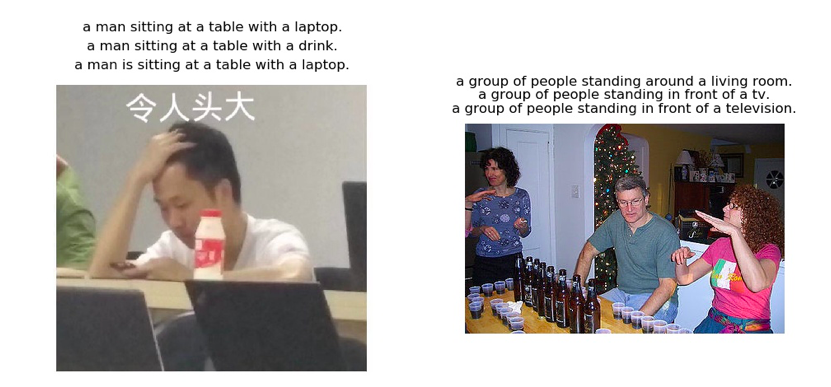 a man sitting at a table with a laptop.
a man sitting at a table with a drink.
a man is sitting at a table with a laptop.
令人头大
a group of people standing around a living room.
a group of people standing in front of a tv.
a group of people standing in front of a television.